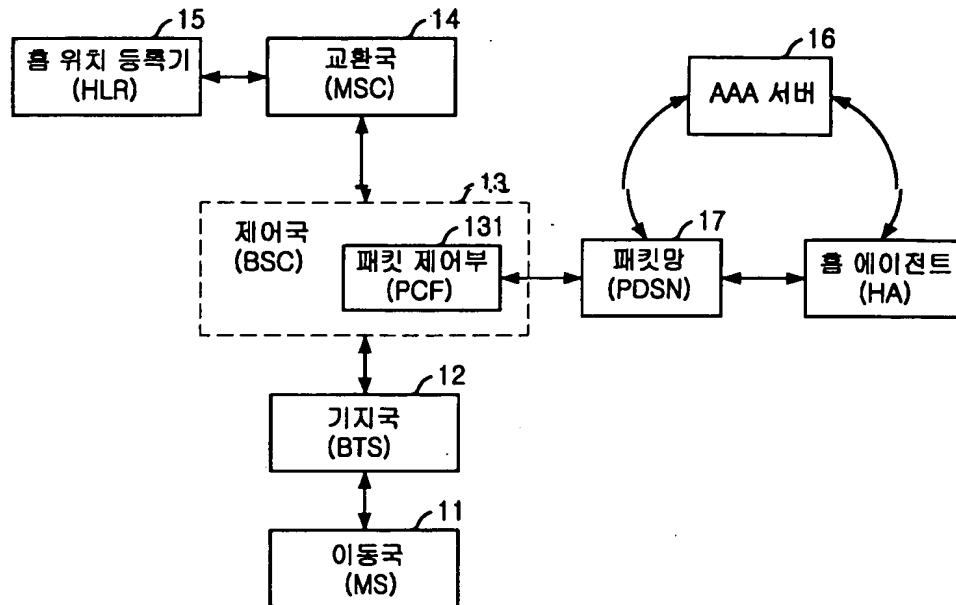 15
홈 위치 등록기
(HLR)
14
교환국
(MSC)
16
AAA 서버
13
제어국
(BSC)
131
패킷 제어부
(PCF)
17
패킷망
(PDSN)
홈 에이전트
(HA)
12
기지국
(BTS)
11
이동국
(MS)